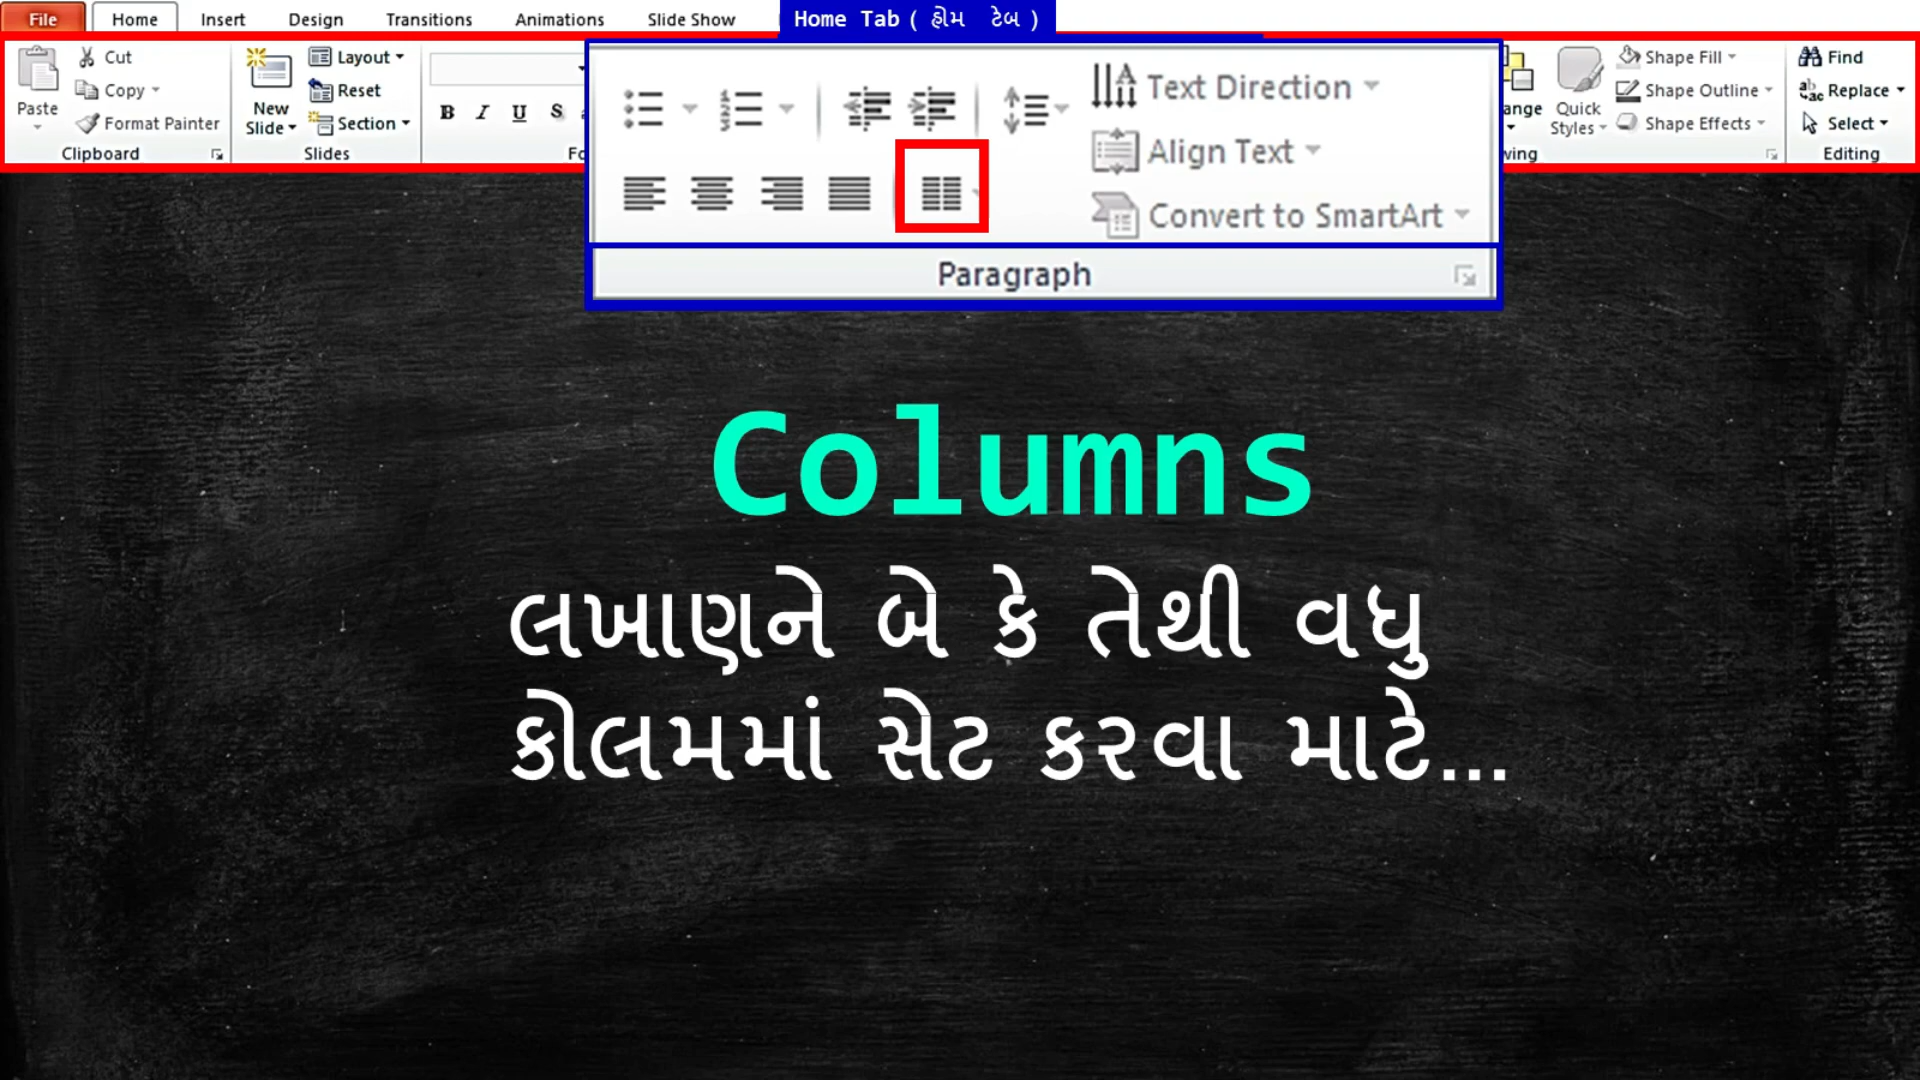 File Home Insert Design Transitions Animations Slide Show Home Tab ( હોમ ટેબ )
Cut Layout Text Direction Shape Fill Find
Copy Reset Shape Outline Replace
Paste New Slide Format Painter Section B I U S Align Text Quick Styles Shape Effects Select
Convert to SmartArt
Clipboard Slides Editing
Paragraph
Columns
લખાણને બે કે તેથી વધુ
કોલમમાં સેટ કરવા માટે...